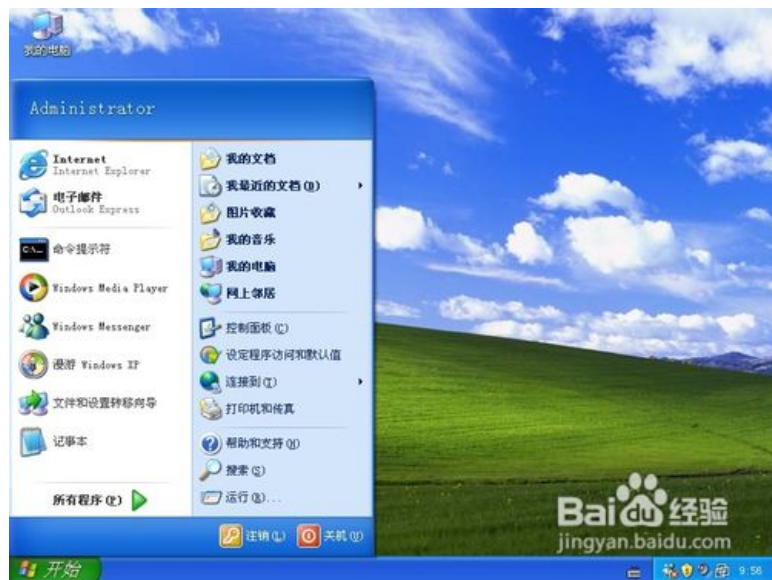 我的电脑
Administrator
Internet
Internet Explorer
电子邮件
Outlook Express
命令提示符
Windows Media Player
Windows Messenger
漫游 Windows XP
文件和设置转移向导
记事本
所有程序(P)
我的文档
我最近的文档(D)
图片收藏
我的音乐
我的电脑
网上邻居
控制面板(C)
设定程序访问和默认值
连接到(T)
打印机和传真
帮助和支持(H)
搜索(S)
运行(R)...
注销(L)
关机(U)
Baidu 经验
jingyan.baidu.com
开始
9:56